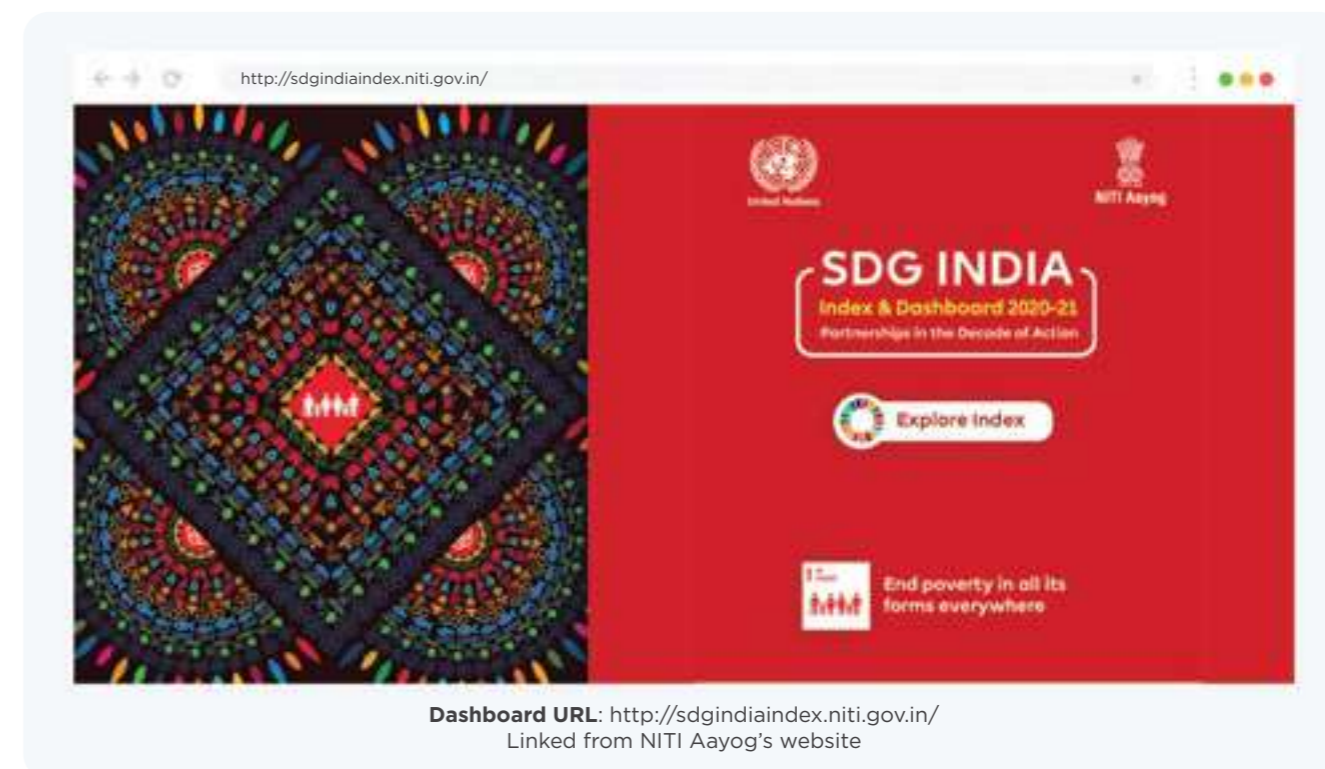 http://sdgindiaindex.niti.gov.in/
United Nations
NITI Aayog
SDG INDIA
Index & Dashboard 2020-21
Partnerships in the Decade of Action
Explore Index
End poverty in all its
forms everywhere
Dashboard URL: http://sdgindiaindex.niti.gov.in/
Linked from NITI Aayog’s website